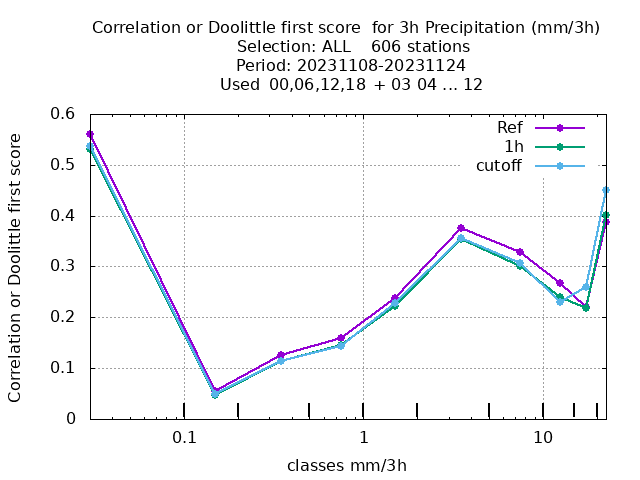 Correlation or Doolittle first score  for 3h Precipitation (mm/3h)
Selection: ALL    606 stations
Period: 20231108-20231124
Used  00,06,12,18  + 03 04 ... 12
Correlation or Doolittle first score
0.6
0.5
0.4
0.3
0.2
0.1
0
Ref
1h
cutoff
0.1
1
10
classes mm/3h